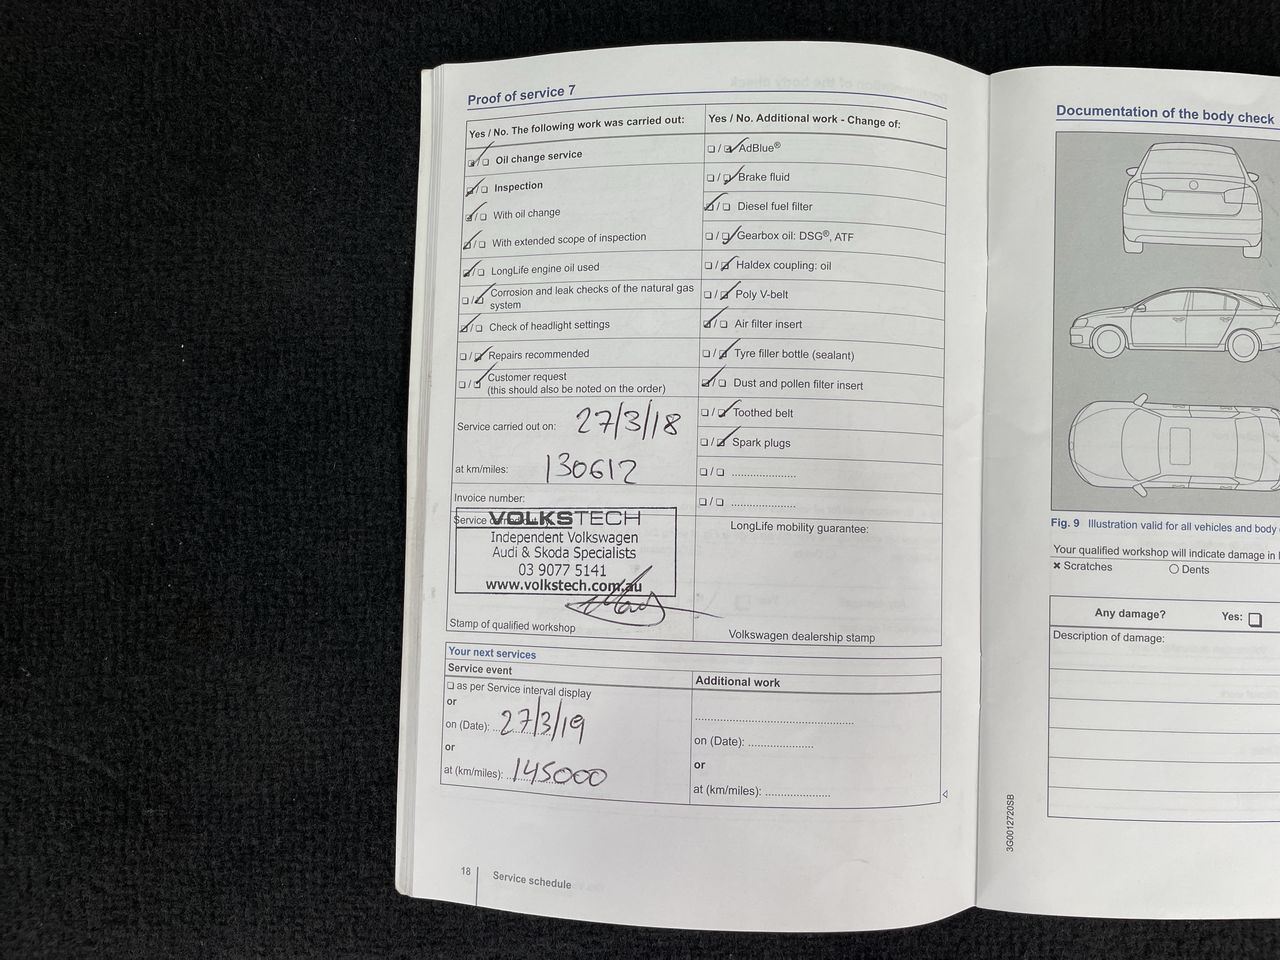 Proof of service 7
Yes / No. The following work was carried out:
☑/☐ Oil change service
☑/☐ Inspection
☑/☐ With oil change
☑/☐ With extended scope of inspection
☑/☐ LongLife engine oil used
☐/☑ Corrosion and leak checks of the natural gas
system
☑/☐ Check of headlight settings
☐/☑ Repairs recommended
☐/☑ Customer request
(this should also be noted on the order)
Service carried out on: 27/3/18
at km/miles: 130612
Invoice number:
Service
VOLKSTECH
Independent Volkswagen
Audi & Skoda Specialists
03 9077 5141
www.volkstech.com.au
Stamp of qualified workshop
Yes / No. Additional work - Change of:
☐/☑ AdBlue®
☐/☑ Brake fluid
☑/☐ Diesel fuel filter
☐/☑ Gearbox oil: DSG®, ATF
☐/☑ Haldex coupling: oil
☐/☑ Poly V-belt
☑/☐ Air filter insert
☐/☑ Tyre filler bottle (sealant)
☑/☐ Dust and pollen filter insert
☐/☑ Toothed belt
☐/☑ Spark plugs
☐/☐ ......................
☐/☐ ......................
LongLife mobility guarantee:
Volkswagen dealership stamp
Your next services
Service event
☐ as per Service interval display
or
on (Date): 27/3/19
or
at (km/miles): 145000
Additional work
......................................................
on (Date): ......................
or
at (km/miles): ......................
18 Service schedule
Documentation of the body check
Fig. 9 Illustration valid for all vehicles and body
Your qualified workshop will indicate damage in
× Scratches ○ Dents
Any damage? Yes: ☐
Description of damage:
3G0012720SB